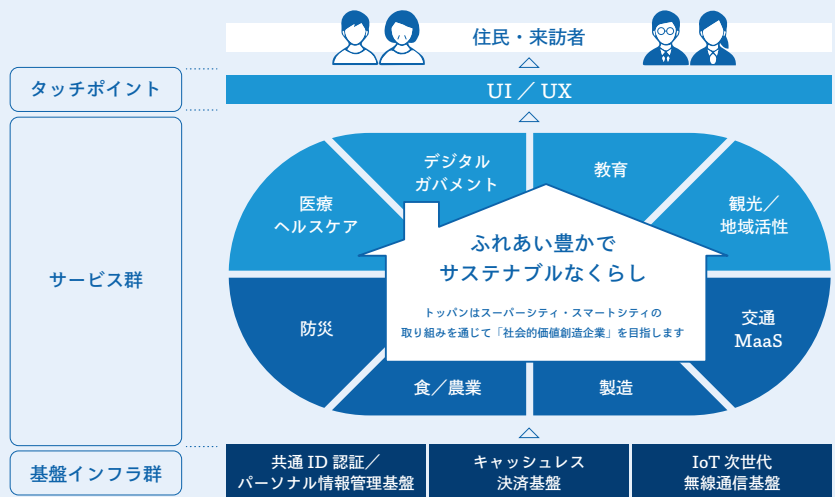 住民・来訪者
タッチポイント
UI／UX
サービス群
デジタル
ガバメント
教育
医療
ヘルスケア
観光／
地域活性
ふれあい豊かで
サステナブルなくらし
トッパンはスーパーシティ・スマートシティの
取り組みを通じて「社会的価値創造企業」を目指します
防災
交通
MaaS
食／農業
製造
基盤インフラ群
共通 ID 認証／
パーソナル情報管理基盤
キャッシュレス
決済基盤
IoT 次世代
無線通信基盤